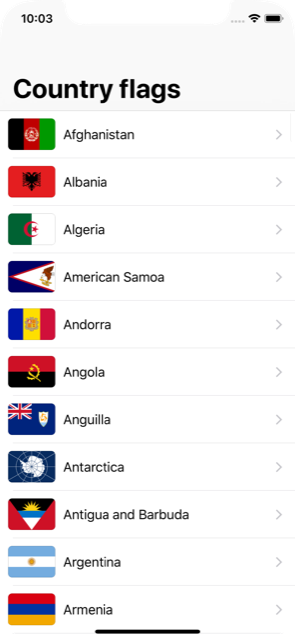 10:03
Country flags
Afghanistan
Albania
Algeria
American Samoa
Andorra
Angola
Anguilla
Antarctica
Antigua and Barbuda
Argentina
Armenia